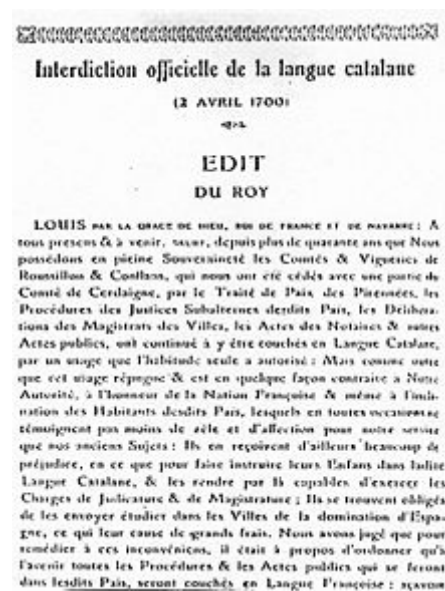 Interdiction officielle de la langue catalane
(2 AVRIL 1700)
EDIT
DU ROY
LOUIS PAR LA GRACE DE DIEU, ROI DE FRANCE ET DE NAVARRE : A
tous presens & à venir, SALUT, depuis plus de quarante ans que Nous
possédons en pleine Souveraineté les Comtés & Vigueries de
Roussillon & Conflans, qui nous ont été cédés avec une partie du
Comté de Cerdaigne, par le Traité de Paix des Pirennées, les
Procédures des Justices Subalternes desdits Pais, les Délibera-
tions des Magistrats des Villes, les Actes des Notaires & autres
Actes publics, ont continué à y être couchés en Langue Catalane,
par un usage que l'habitude seule a autorisé : Mais comme outre
que cet usage répugne & est en quelque façon contraire à Notre
Autorité, à l'honneur de la Nation Françoise & même à l'incli-
nation des Habitants desdits Pais, lesquels en toutes occasions ne
témoignent pas moins de zèle et d'affection pour notre service
que nos anciens Sujets : Ils en reçoivent d'ailleurs beaucoup de
préjudice, en ce que pour faire instruire leurs Enfans dans ladite
Langue Catalane, & les rendre par là capables d'exercer les
Charges de Judicature & de Magistrature ; Ils se trouvent obligés
de les envoyer étudier dans les Villes de la domination d'Espa-
gne, ce qui leur cause de grands frais. Nous avons jugé que pour
remédier à ces inconvéniens, il était à propos d'ordonner qu'à
l'avenir toutes les Procédures & les Actes publics qui se feront
dans lesdits Pais, seront couchés en Langue Françoise : sçavoir